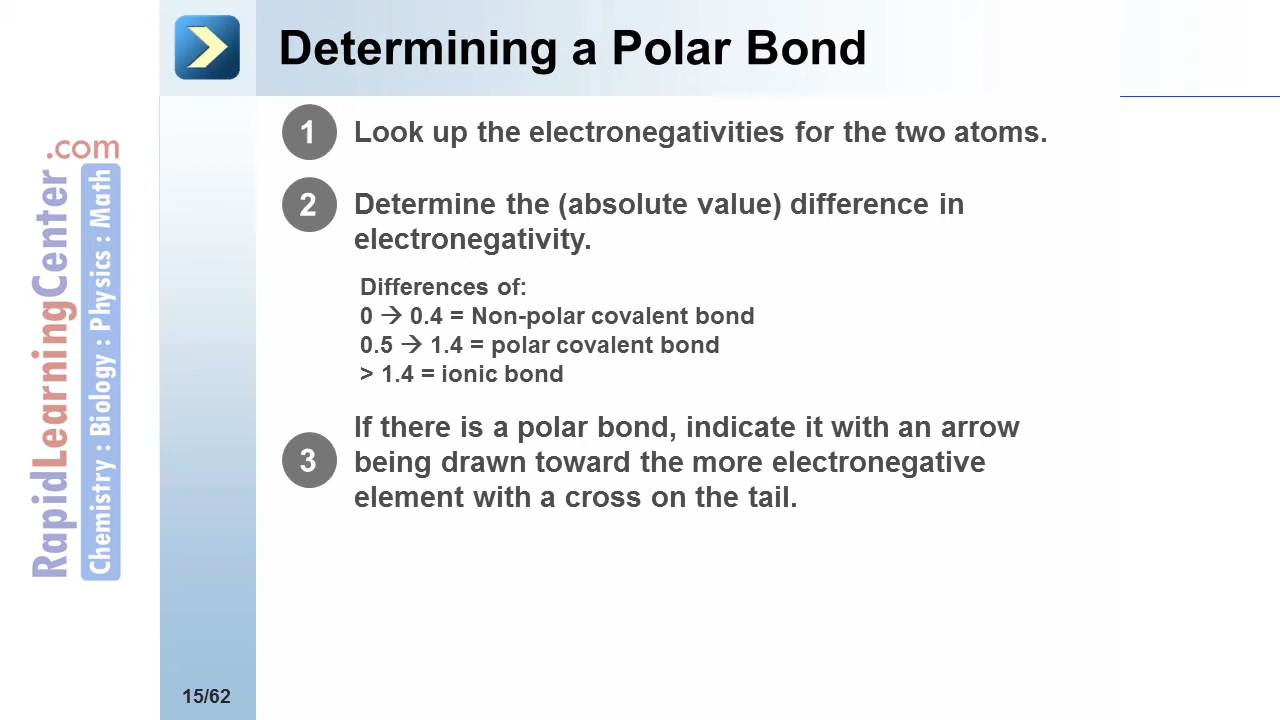 Determining a Polar Bond
1 Look up the electronegativities for the two atoms.
2 Determine the (absolute value) difference in
electronegativity.
Differences of:
0 → 0.4 = Non-polar covalent bond
0.5 → 1.4 = polar covalent bond
> 1.4 = ionic bond
3 If there is a polar bond, indicate it with an arrow
being drawn toward the more electronegative
element with a cross on the tail.
RapidLearningCenter.com
Chemistry : Biology : Physics : Math
15/62